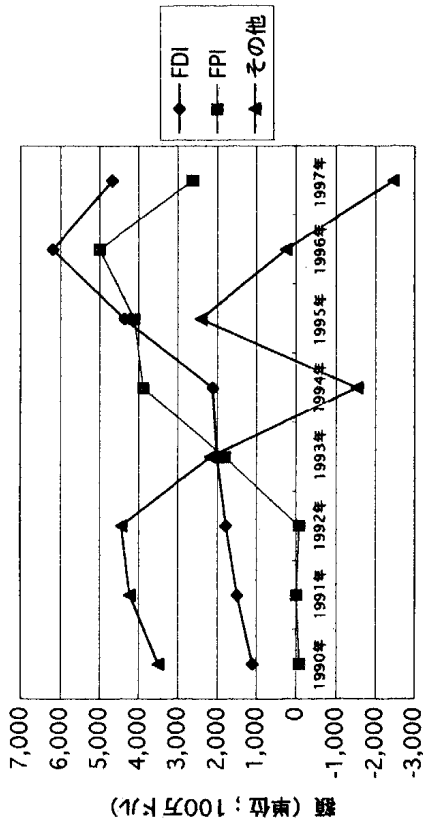 7,000
6,000
5,000
4,000
3,000
2,000
1,000
0
-1,000
-2,000
-3,000
額（単位；100万ドル）
1990年
1991年
1992年
1993年
1994年
1995年
1996年
1997年
FDI
FPI
その他